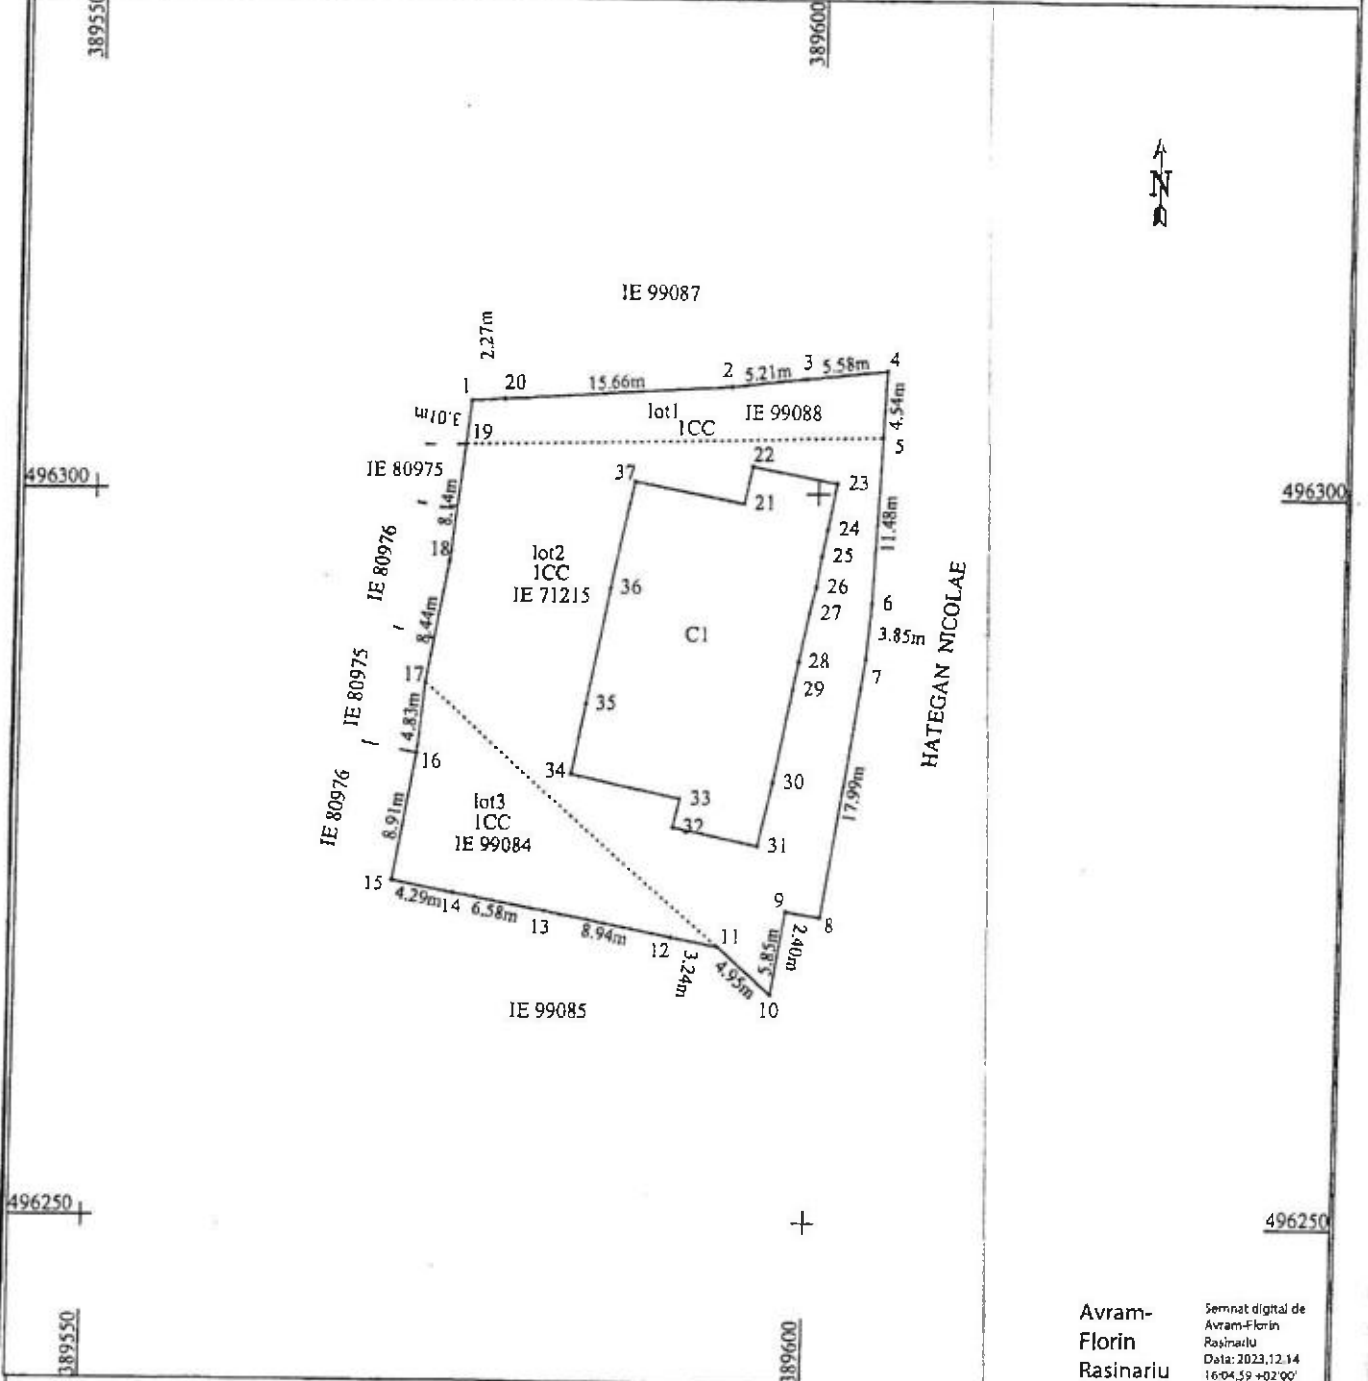 389550
389600
N
IE 99087
2.27m
1
20
15.66m
2
5.21m
3
5.58m
4
3.01m
lot1
1CC
IE 99088
4.54m
19
5
IE 80975
22
37
23
496300
496300
21
8.14m
11.48m
24
18
25
IE 80976
lot2
1CC
IE 71215
36
26
27
6
C1
3.85m
HATEGAN NICOLAE
8.44m
28
7
17
29
IE 80975
35
4.83m
16
34
30
33
17.99m
IE 80976
8.91m
lot3
1CC
IE 99084
32
31
15
4.29m
14
6.58m
13
8.94m
12
3.24m
11
4.95m
9
5.85m
2.40m
8
10
IE 99085
496250
496250
389550
389600
Avram-
Florin
Rasinariu
Semnat digital de
Avram-Florin
Rasinariu
Data: 2023.12.14
16:04:59 +02'00'